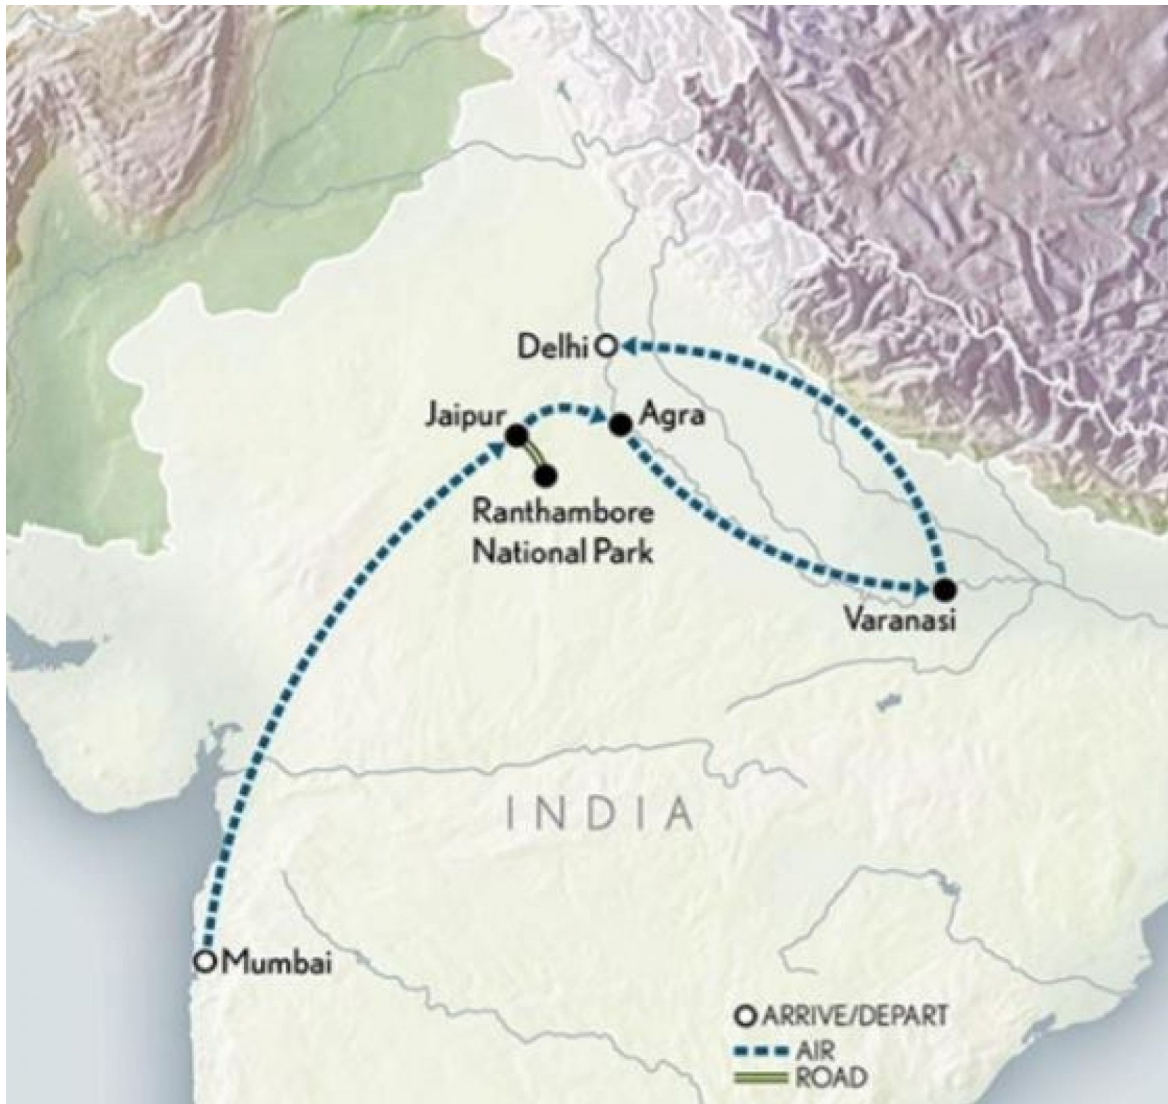 Delhi
Jaipur
Agra
Ranthambore
National Park
Varanasi
INDIA
Mumbai
ARRIVE/DEPART
AIR
ROAD